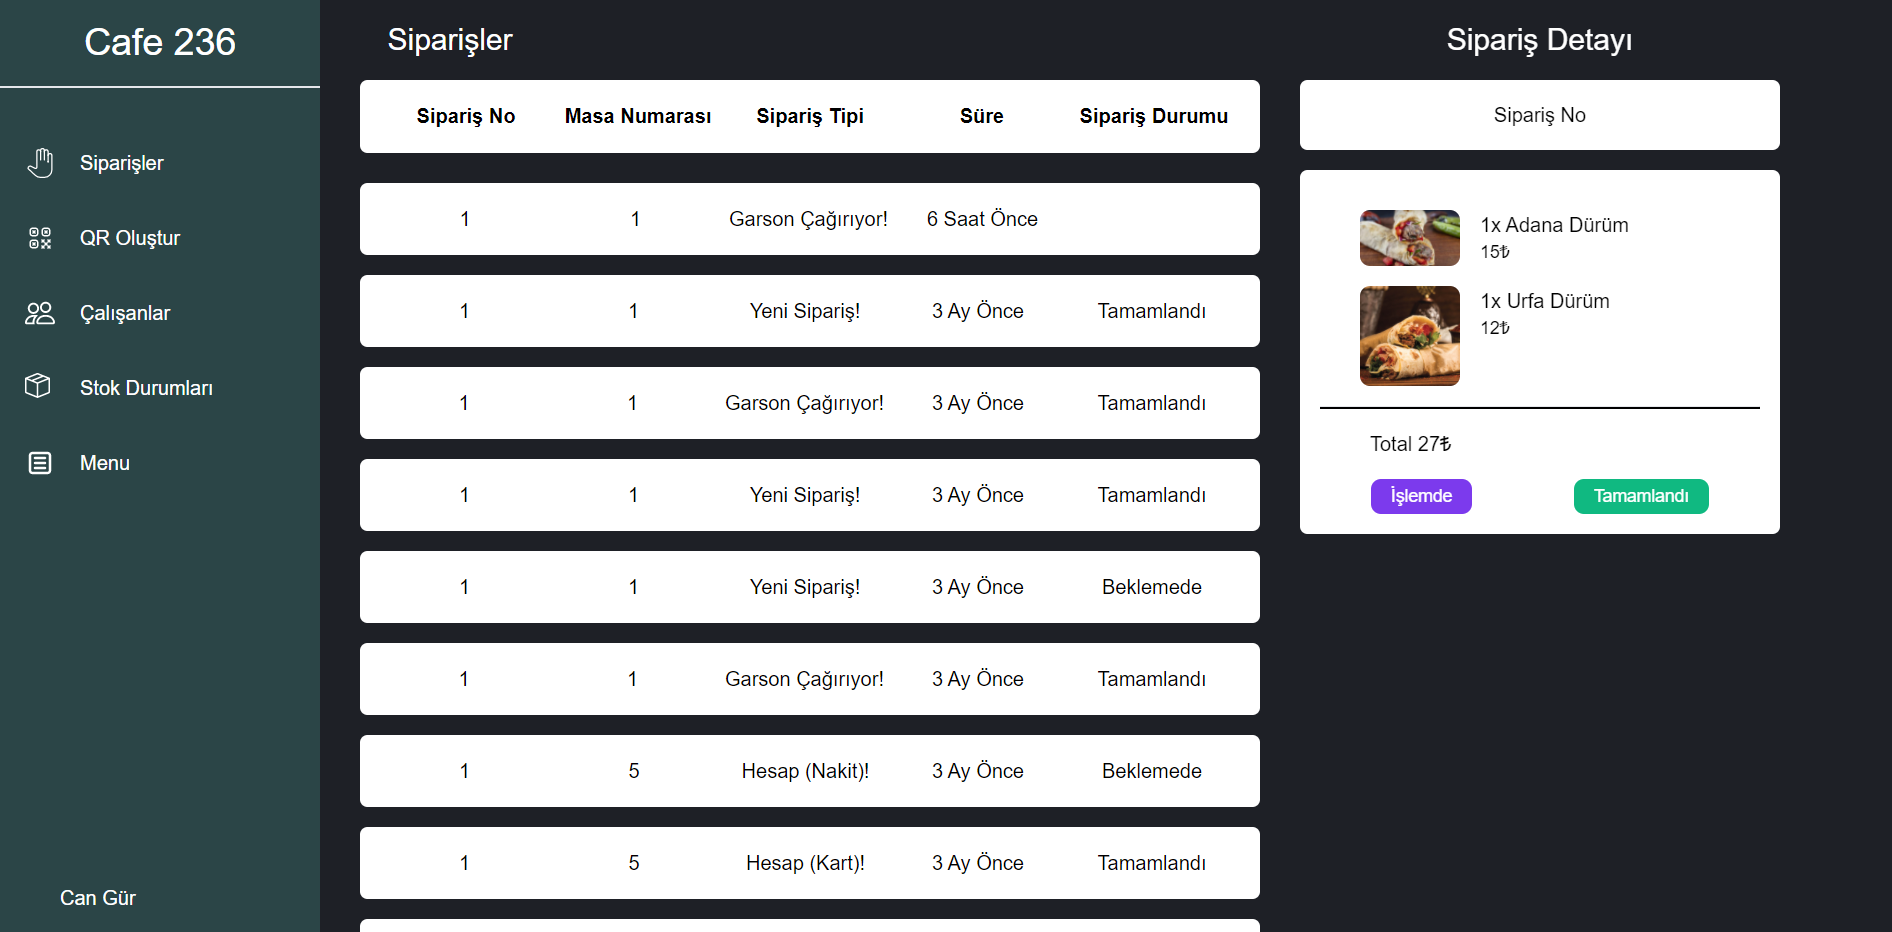 Cafe 236
Siparişler
QR Oluştur
Çalışanlar
Stok Durumları
Menu
Can Gür
Siparişler
Sipariş No Masa Numarası Sipariş Tipi Süre Sipariş Durumu
1 1 Garson Çağırıyor! 6 Saat Önce
1 1 Yeni Sipariş! 3 Ay Önce Tamamlandı
1 1 Garson Çağırıyor! 3 Ay Önce Tamamlandı
1 1 Yeni Sipariş! 3 Ay Önce Tamamlandı
1 1 Yeni Sipariş! 3 Ay Önce Beklemede
1 1 Garson Çağırıyor! 3 Ay Önce Tamamlandı
1 5 Hesap (Nakit)! 3 Ay Önce Beklemede
1 5 Hesap (Kart)! 3 Ay Önce Tamamlandı
Sipariş Detayı
Sipariş No
1x Adana Dürüm
15₺
1x Urfa Dürüm
12₺
Total 27₺
İşlemde Tamamlandı